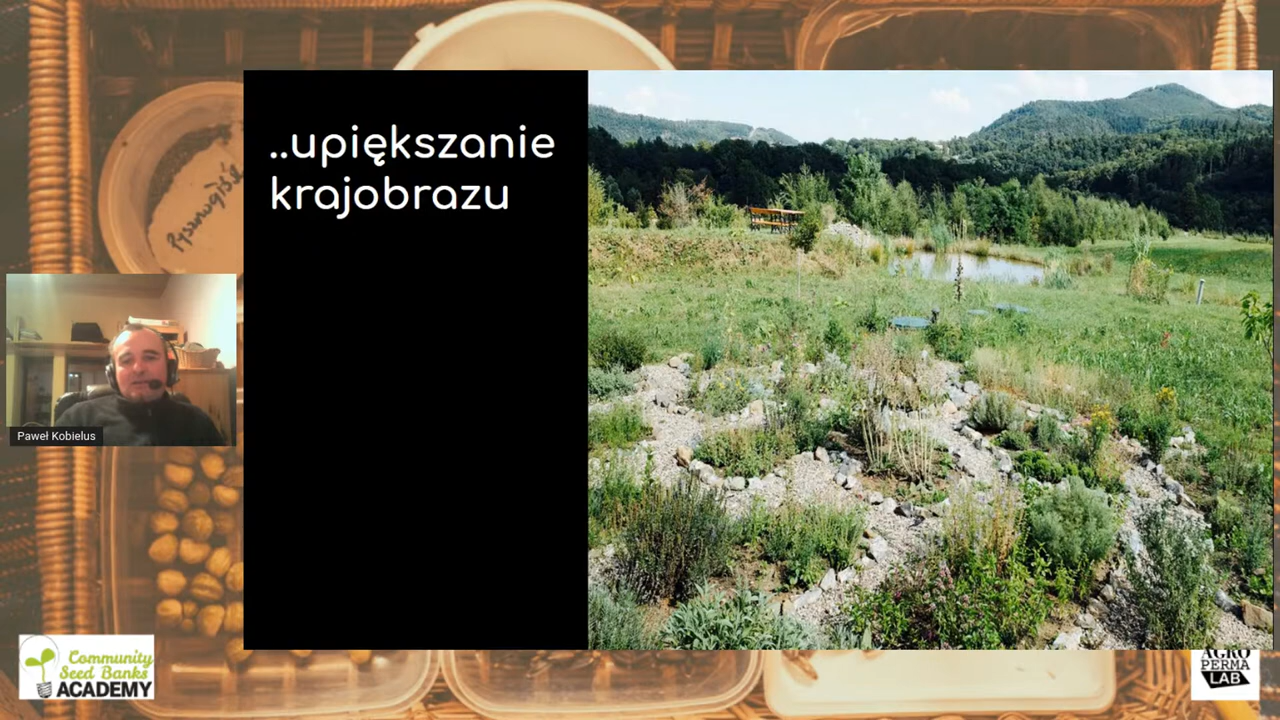 ..upiększanie
krajobrazu
Paweł Kobielus
Community
Seed Banks
ACADEMY
AGRO
PERMA
LAB